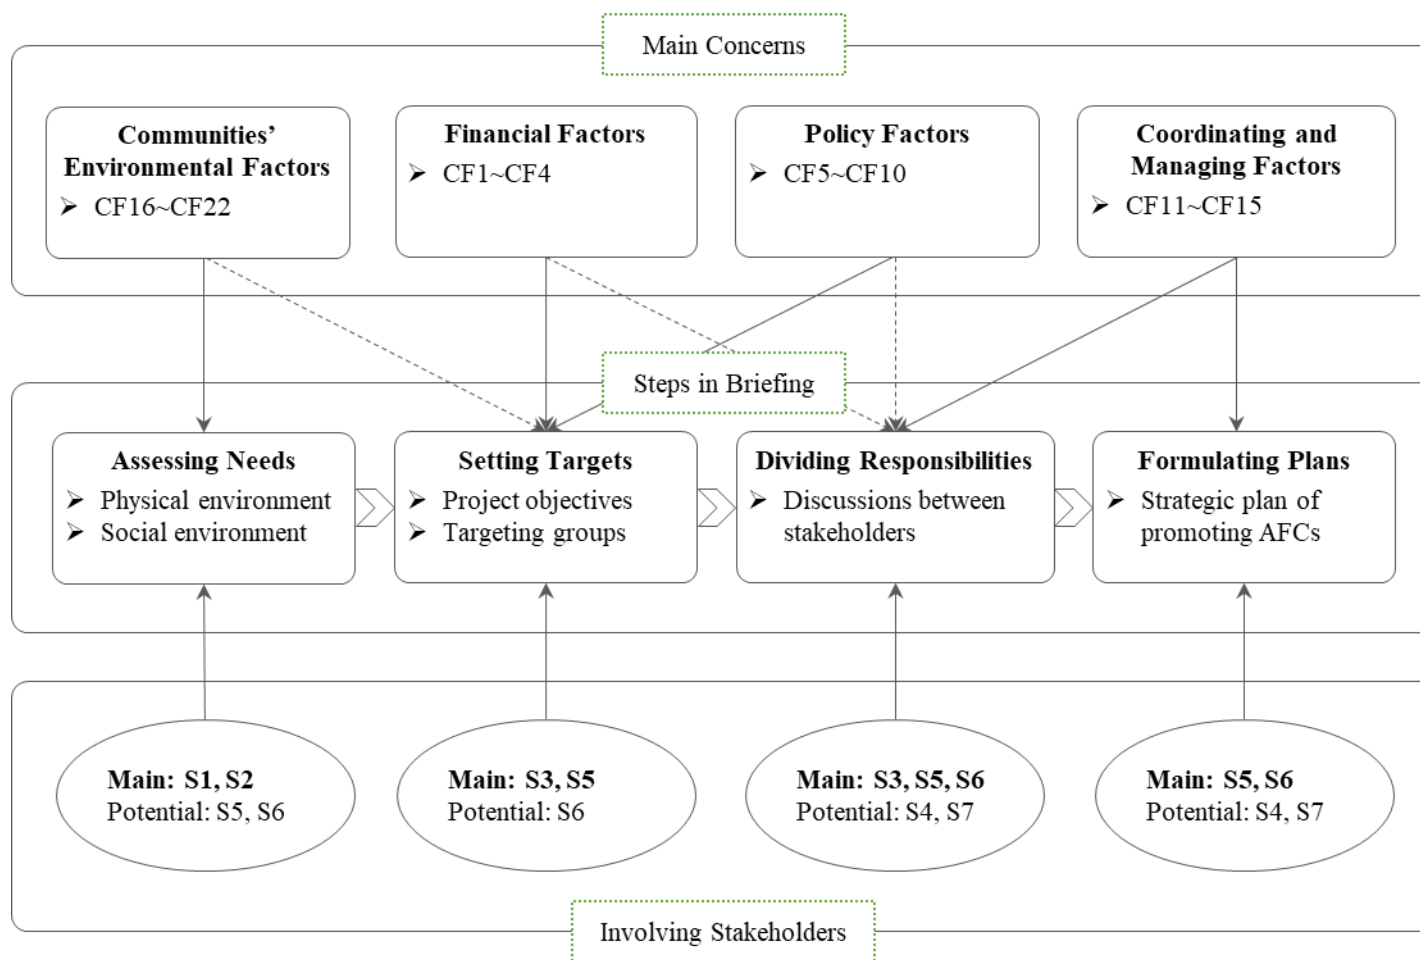 Main Concerns
Communities’
Environmental Factors
➢ CF16~CF22
Financial Factors
➢ CF1~CF4
Policy Factors
➢ CF5~CF10
Coordinating and
Managing Factors
➢ CF11~CF15
Steps in Briefing
Assessing Needs
➢ Physical environment
➢ Social environment
Setting Targets
➢ Project objectives
➢ Targeting groups
Dividing Responsibilities
➢ Discussions between
stakeholders
Formulating Plans
➢ Strategic plan of
promoting AFCs
Main: S1, S2
Potential: S5, S6
Main: S3, S5
Potential: S6
Main: S3, S5, S6
Potential: S4, S7
Main: S5, S6
Potential: S4, S7
Involving Stakeholders